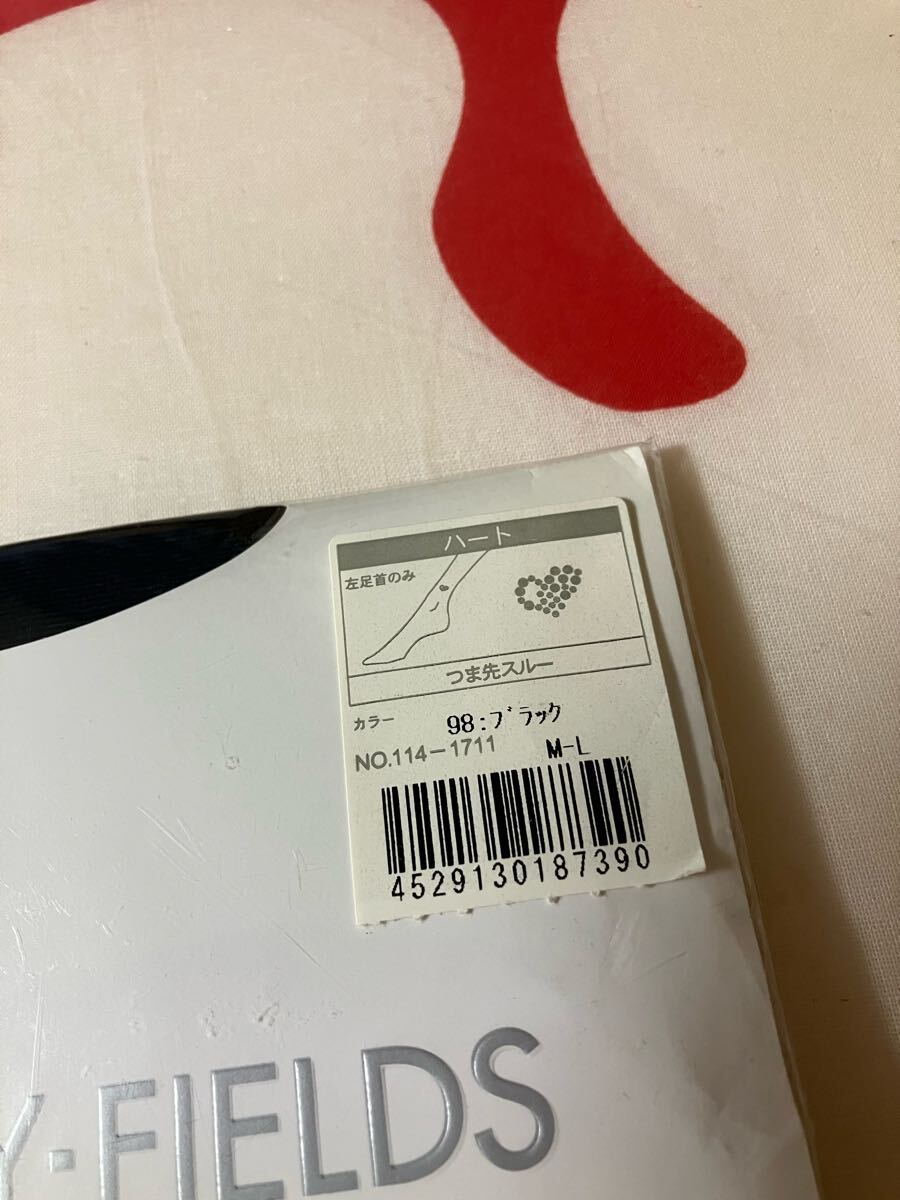 ハート
左足首のみ
つま先スルー
カラー 98:ブラック
NO.114-1711 M-L
4529130187390
Y·FIELDS